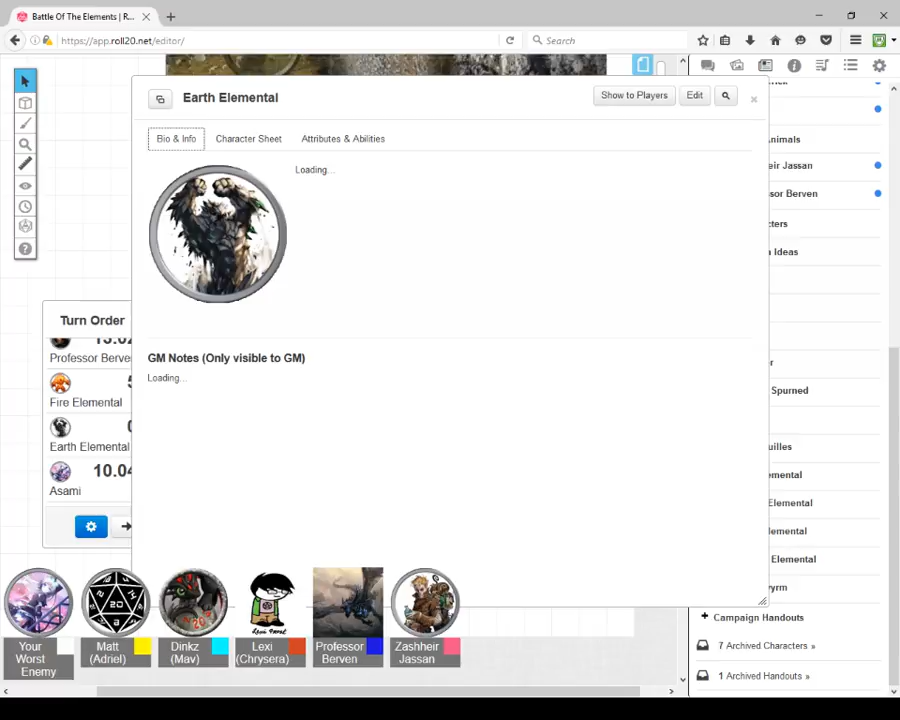 Battle Of The Elements | R...
https://app.roll20.net/editor/
Search
Earth Elemental
Show to Players
Edit
Bio & Info
Character Sheet
Attributes & Abilities
Loading...
GM Notes (Only visible to GM)
Loading...
Turn Order
Professor Berven
Fire Elemental
Earth Elemental
10.04
Asami
Your
Worst
Enemy
Matt
(Adriel)
Dinkz
(Mav)
Lexi
(Chrysera)
Professor
Berven
Zashheir
Jassan
nimals
eir Jassan
sor Berven
cters
n Ideas
Spurned
uilles
emental
Elemental
lemental
Elemental
yrm
Campaign Handouts
7 Archived Characters »
1 Archived Handouts »